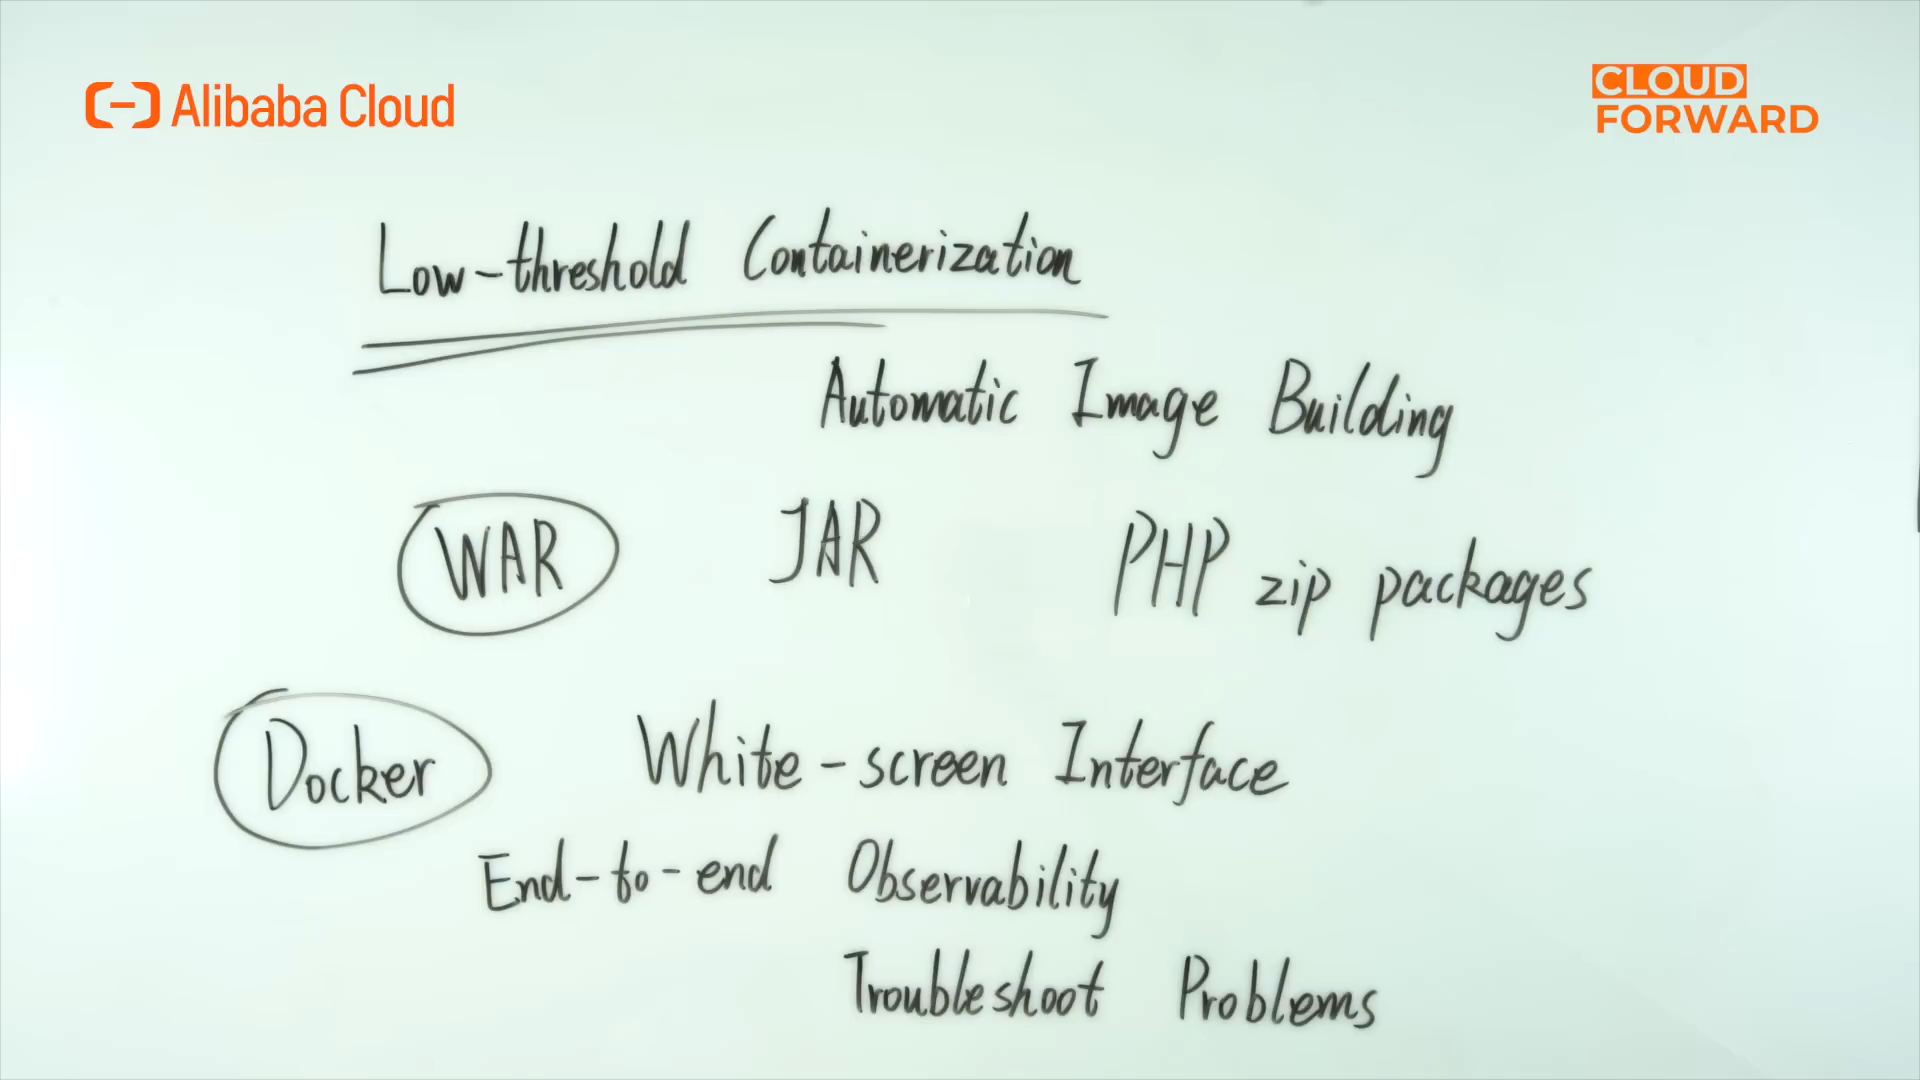 Alibaba Cloud
CLOUD
FORWARD
Low-threshold Containerization
Automatic Image Building
WAR JAR PHP zip packages
Docker White-screen Interface
End-to-end Observability
Troubleshoot Problems